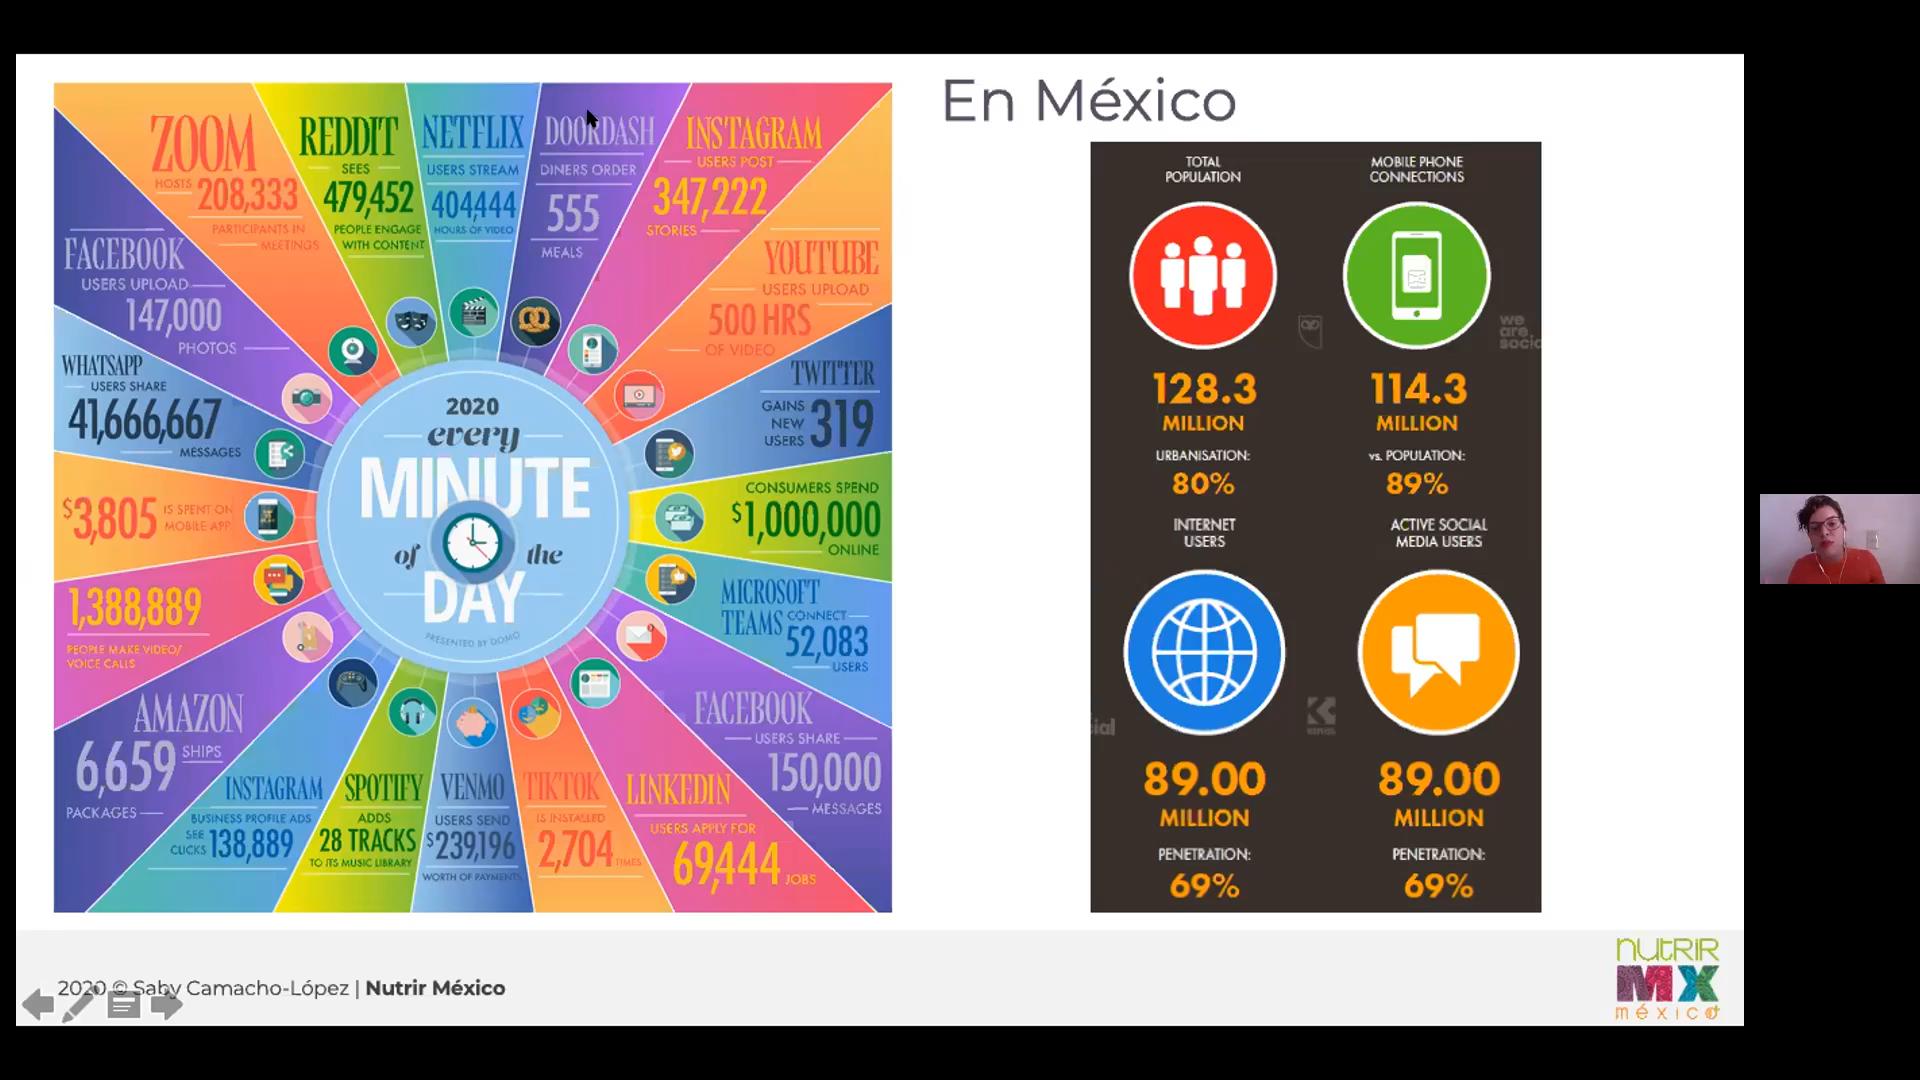 En México
ZOOM
HOSTS 208,333
PARTICIPANTS IN
MEETINGS
REDDIT
SEES
479,452
PEOPLE ENGAGE
WITH CONTENT
NETFLIX
USERS STREAM
404,444
HOURS OF VIDEO
DOORDASH
DINERS ORDER
555
MEALS
INSTAGRAM
USERS POST
347,222
STORIES
YOUTUBE
USERS UPLOAD
500 HRS
OF VIDEO
TWITTER
GAINS
NEW
USERS 319
CONSUMERS SPEND
$1,000,000
ONLINE
MICROSOFT
TEAMS CONNECT
52,083
USERS
FACEBOOK
USERS SHARE
150,000
MESSAGES
LINKEDIN
USERS APPLY FOR
69,444 JOBS
TIKTOK
IS INSTALLED
2,704 TIMES
VENMO
USERS SEND
$239,196
WORTH OF PAYMENTS
SPOTIFY
ADDS
28 TRACKS
TO ITS MUSIC LIBRARY
INSTAGRAM
BUSINESS PROFILE ADS
SEE
CLICKS 138,889
AMAZON
6,659 SHIPS
PACKAGES
1,388,889
PEOPLE MAKE VIDEO/
VOICE CALLS
$3,805 IS SPENT ON
MOBILE APP
WHATSAPP
USERS SHARE
41,666,667
MESSAGES
FACEBOOK
USERS UPLOAD
147,000
PHOTOS
2020
every
MINUTE
of the
DAY
PRESENTED BY DOMO
TOTAL
POPULATION
128.3
MILLION
URBANISATION:
80%
MOBILE PHONE
CONNECTIONS
114.3
MILLION
vs. POPULATION:
89%
we
are.
socia
INTERNET
USERS
89.00
MILLION
PENETRATION:
69%
ACTIVE SOCIAL
MEDIA USERS
89.00
MILLION
PENETRATION:
69%
2020 © Saby Camacho-López | Nutrir México
nutrir
MX
méxico